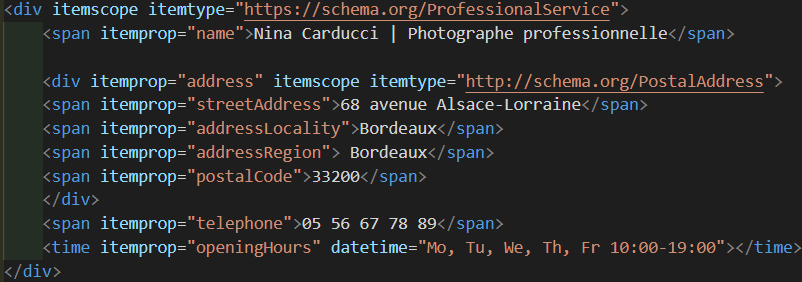 <div itemscope itemtype="https://schema.org/ProfessionalService">
<span itemprop="name">Nina Carducci | Photographe professionnelle</span>
<div itemprop="address" itemscope itemtype="http://schema.org/PostalAddress">
<span itemprop="streetAddress">68 avenue Alsace-Lorraine</span>
<span itemprop="addressLocality">Bordeaux</span>
<span itemprop="addressRegion"> Bordeaux</span>
<span itemprop="postalCode">33200</span>
</div>
<span itemprop="telephone">05 56 67 78 89</span>
<time itemprop="openingHours" datetime="Mo, Tu, We, Th, Fr 10:00-19:00"></time>
</div>